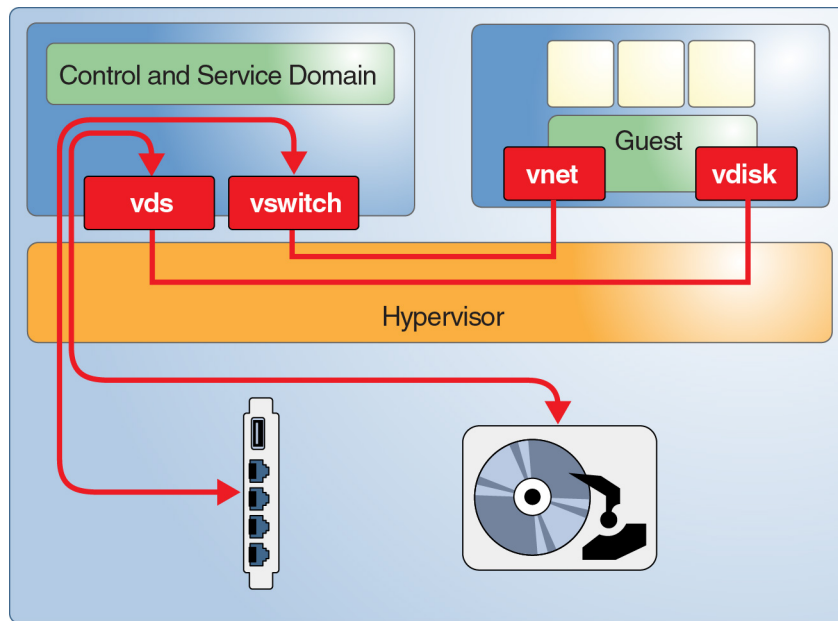 Control and Service Domain
Guest
vnet
vdisk
vds
vswitch
Hypervisor